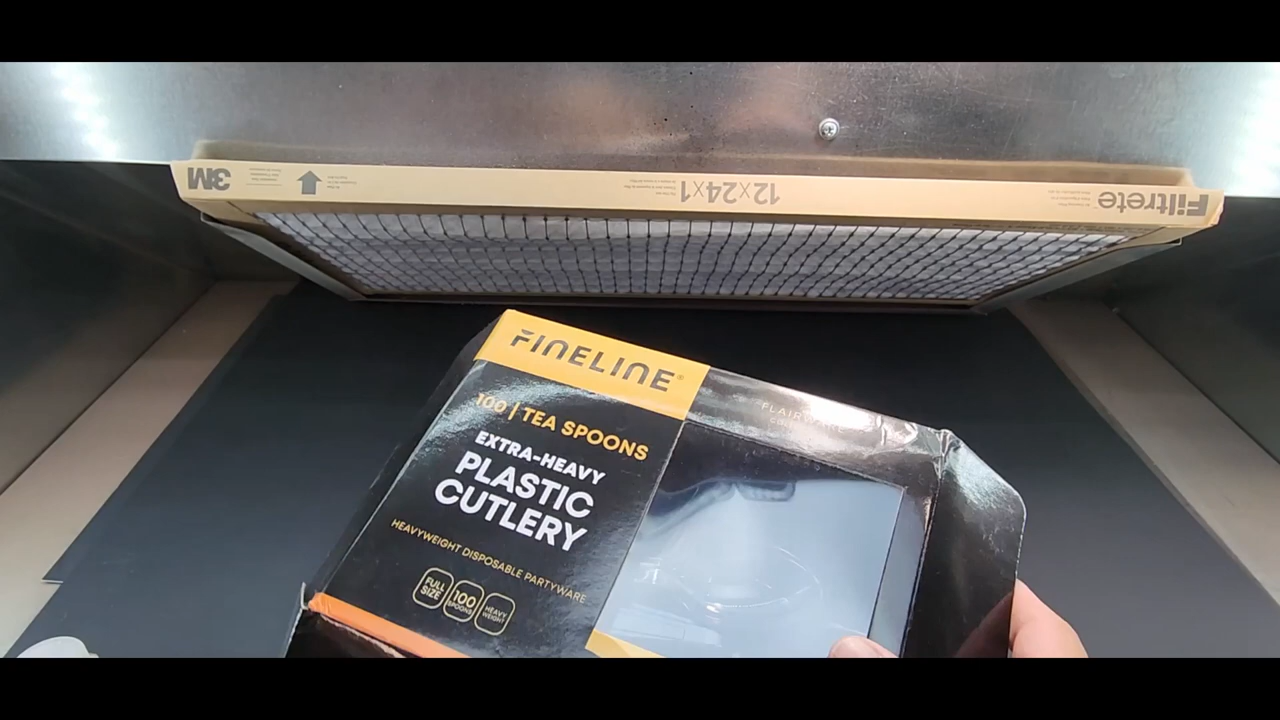 3M
12x24x1
Filtrete
FINELINE®
100 | TEA SPOONS
EXTRA-HEAVY
PLASTIC
CUTLERY
HEAVYWEIGHT DISPOSABLE PARTYWARE
FULL
SIZE
100
SPOONS
HEAVY
WEIGHT